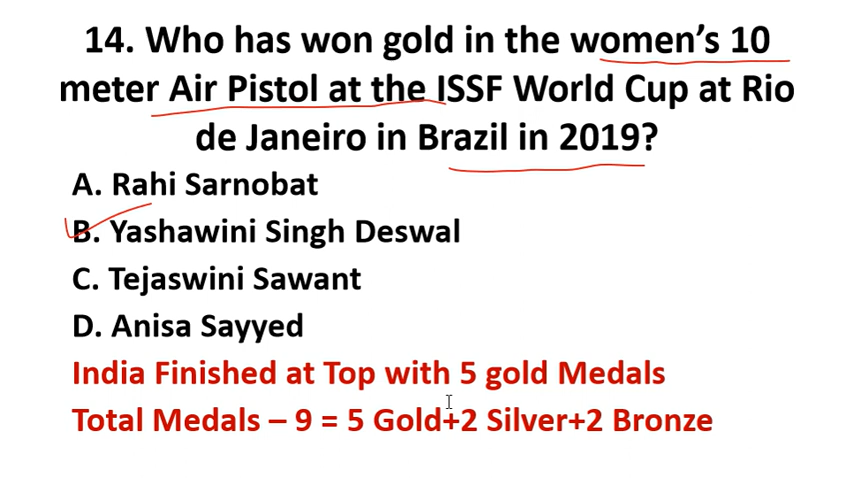 14. Who has won gold in the women's 10
meter Air Pistol at the ISSF World Cup at Rio
de Janeiro in Brazil in 2019?
A. Rahi Sarnobat
B. Yashawini Singh Deswal
C. Tejaswini Sawant
D. Anisa Sayyed
India Finished at Top with 5 gold Medals
Total Medals – 9 = 5 Gold+2 Silver+2 Bronze